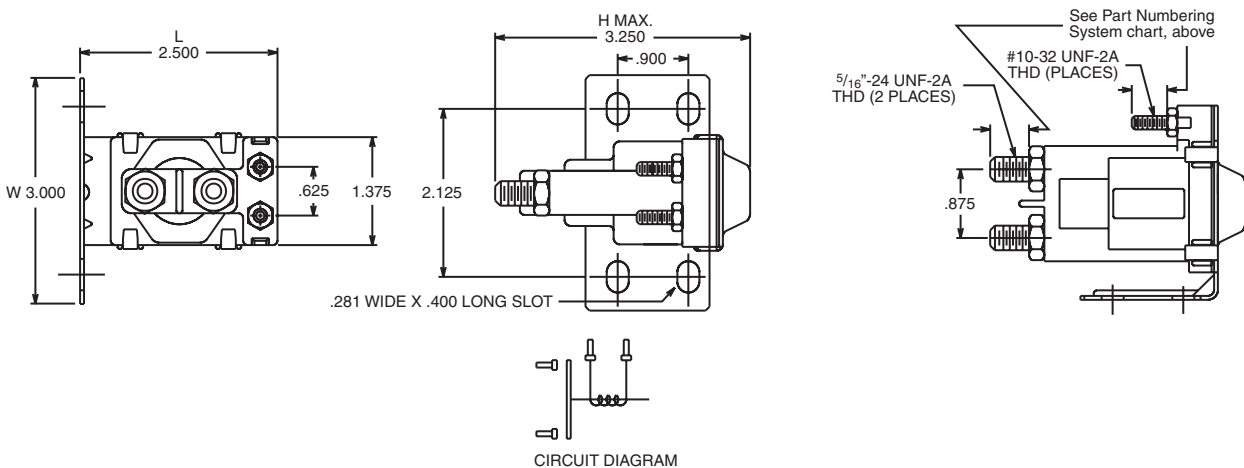 L
2.500
W 3.000
.625
1.375
H MAX.
3.250
.900
2.125
.281 WIDE X .400 LONG SLOT
See Part Numbering
System chart, above
#10-32 UNF-2A
THD (PLACES)
5/16"-24 UNF-2A
THD (2 PLACES)
.875
CIRCUIT DIAGRAM